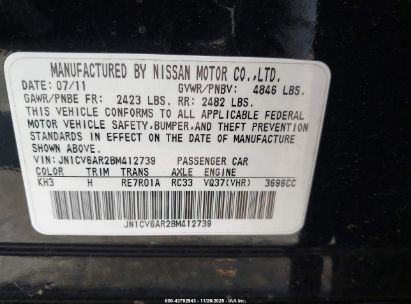 MANUFACTURED BY NISSAN MOTOR CO.,LTD.
DATE: 07/11 GVWR/PNBV: 4846 LBS.
GAWR/PNBE FR: 2423 LBS. RR: 2482 LBS.
THIS VEHICLE CONFORMS TO ALL APPLICABLE FEDERAL
MOTOR VEHICLE SAFETY,BUMPER,AND THEFT PREVENTION
STANDARDS IN EFFECT ON THE DATE OF MANUFACTURE
SHOWN ABOVE.
VIN: JN1CV6AR2BM412739 PASSENGER CAR
COLOR TRIM TRANS AXLE ENGINE
KH3 H RE7R01A RC33 VQ37(VHR) 3696CC
JN1CV6AR2BM412739